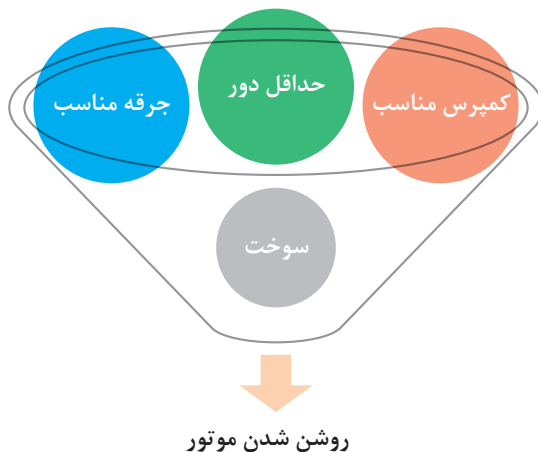 کمپرس مناسب
حداقل دور
جرقه مناسب
سوخت
روشن شدن موتور